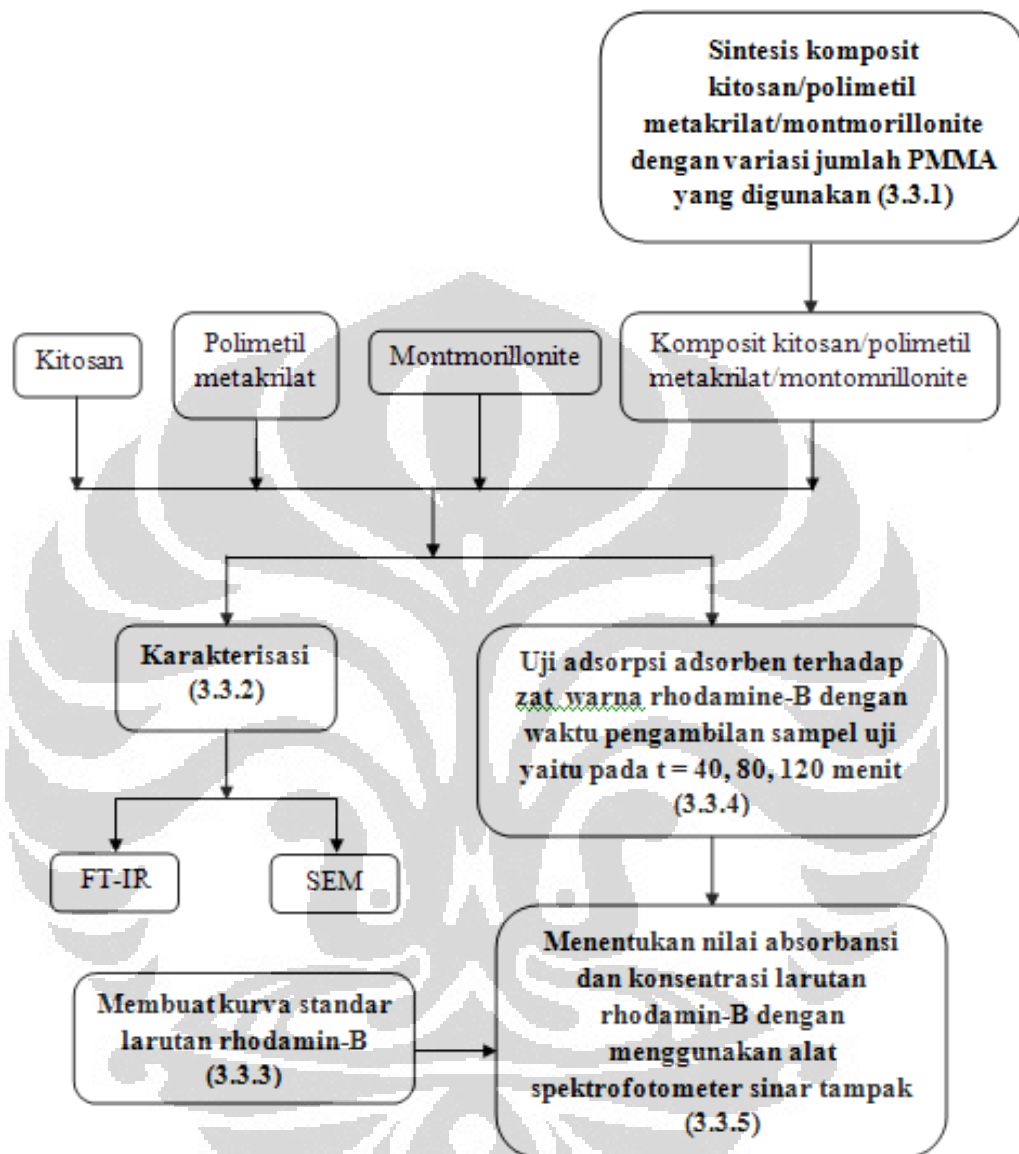 Sintesis komposit
kitosan/polimetil
metakrilat/montmorillonite
dengan variasi jumlah PMMA
yang digunakan (3.3.1)
Kitosan
Polimetil
metakrilat
Montmorillonite
Komposit kitosan/polimetil
metakrilat/montomrillonite
Karakterisasi
(3.3.2)
Uji adsorpsi adsorben terhadap
zat warna rhodamine-B dengan
waktu pengambilan sampel uji
yaitu pada t = 40, 80, 120 menit
(3.3.4)
FT-IR
SEM
Membuat kurva standar
larutan rhodamin-B
(3.3.3)
Menentukan nilai absorbansi
dan konsentrasi larutan
rhodamin-B dengan
menggunakan alat
spektrofotometer sinar tampak
(3.3.5)